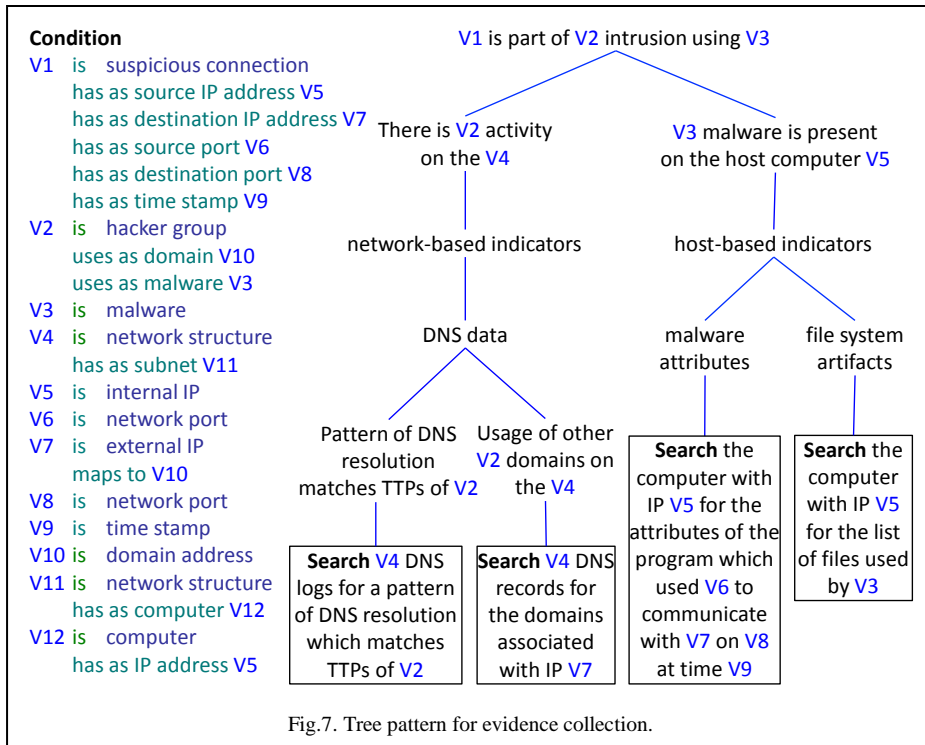 Condition
V1 is suspicious connection
has as source IP address V5
has as destination IP address V7
has as source port V6
has as destination port V8
has as time stamp V9
V2 is hacker group
uses as domain V10
uses as malware V3
V3 is malware
V4 is network structure
has as subnet V11
V5 is internal IP
V6 is network port
V7 is external IP
maps to V10
V8 is network port
V9 is time stamp
V10 is domain address
V11 is network structure
has as computer V12
V12 is computer
has as IP address V5
V1 is part of V2 intrusion using V3
There is V2 activity
on the V4
V3 malware is present
on the host computer V5
network-based indicators
host-based indicators
DNS data
malware
attributes
file system
artifacts
Pattern of DNS
resolution
matches TTPs of V2
Usage of other
V2 domains on
the V4
Search V4 DNS
logs for a pattern
of DNS resolution
which matches
TTPs of V2
Search V4 DNS
records for
the domains
associated
with IP V7
Search the
computer with
IP V5 for the
attributes of the
program which
used V6 to
communicate
with V7 on V8
at time V9
Search the
computer
with IP V5
for the list
of files used
by V3
Fig.7. Tree pattern for evidence collection.